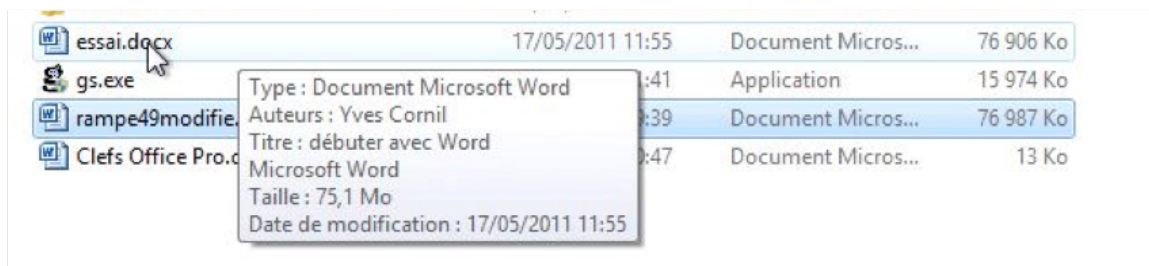 essai.docx 17/05/2011 11:55 Document Micros... 76 906 Ko
gs.exe :41 Application 15 974 Ko
rampe49modifie. :39 Document Micros... 76 987 Ko
Clefs Office Pro. :47 Document Micros... 13 Ko
Type : Document Microsoft Word
Auteurs : Yves Cornil
Titre : débuter avec Word
Microsoft Word
Taille : 75,1 Mo
Date de modification : 17/05/2011 11:55